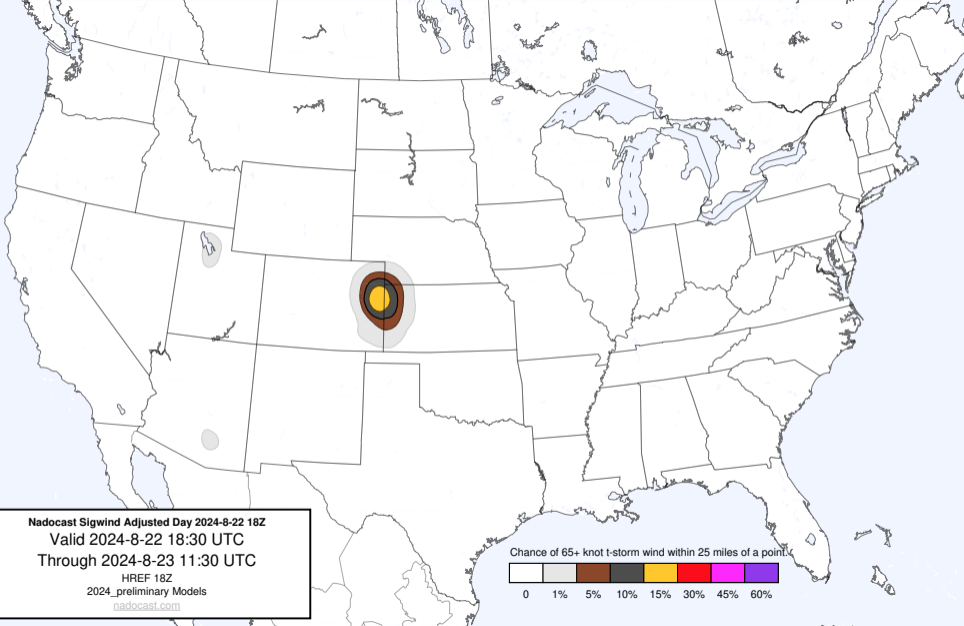 Nadocast Sigwind Adjusted Day 2024-8-22 18Z
Valid 2024-8-22 18:30 UTC
Through 2024-8-23 11:30 UTC
HREF 18Z
2024_preliminary Models
nadocast.com
Chance of 65+ knot t-storm wind within 25 miles of a point.
0 1% 5% 10% 15% 30% 45% 60%